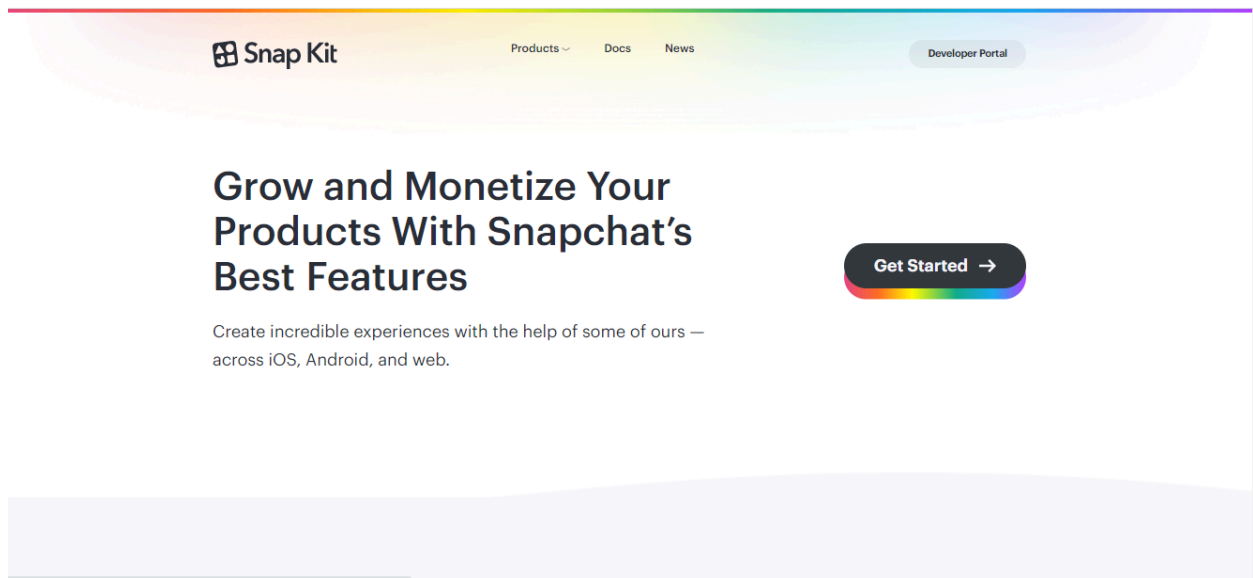 Snap Kit
Products
Docs
News
Developer Portal
Grow and Monetize Your
Products With Snapchat’s
Best Features
Get Started →
Create incredible experiences with the help of some of ours —
across iOS, Android, and web.